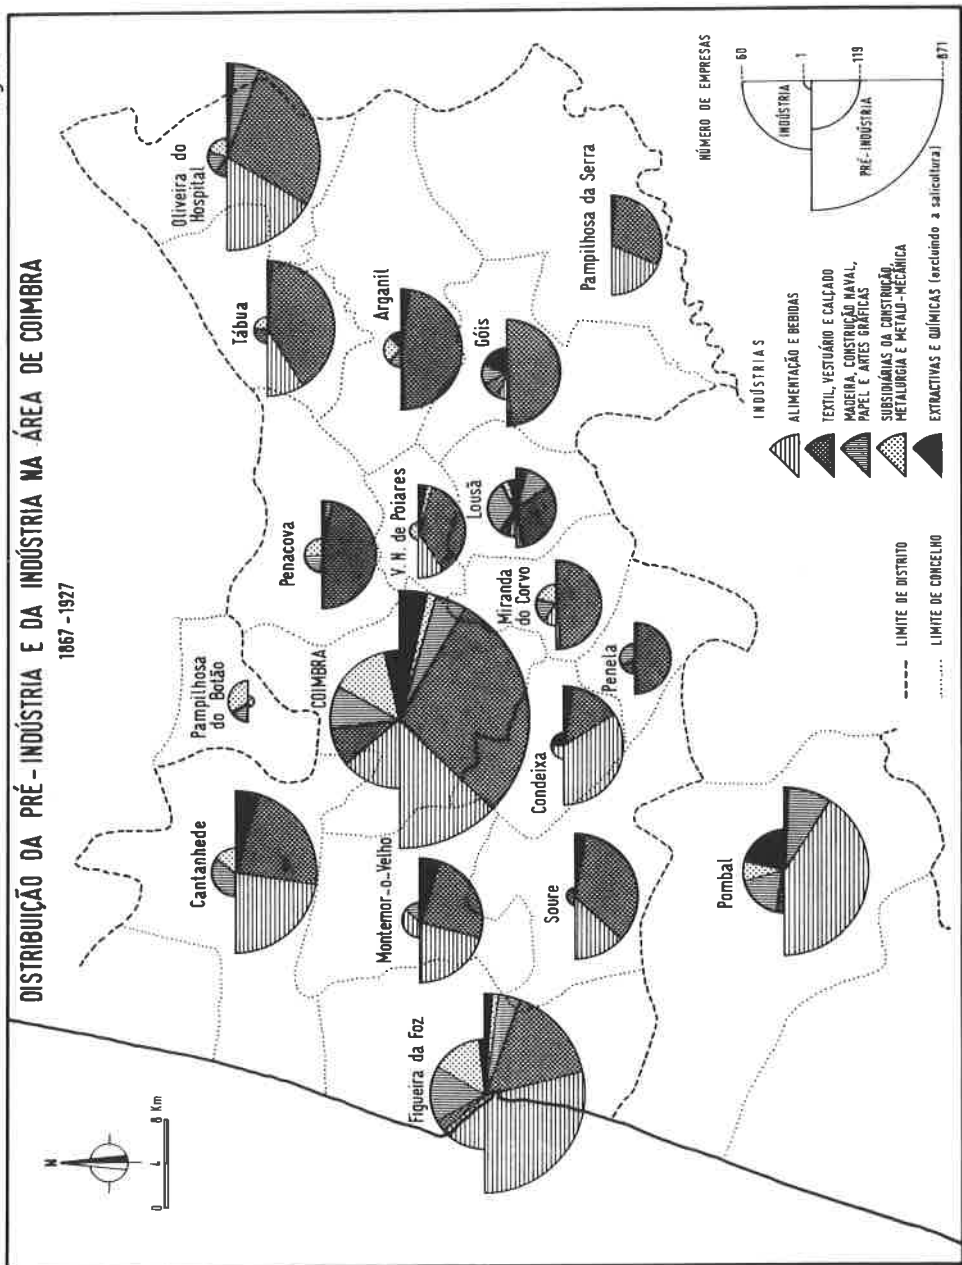 DISTRIBUIÇÃO DA PRÉ-INDÚSTRIA E DA INDÚSTRIA NA ÁREA DE COIMBRA
1867-1927
N
0 4 8 Km
Cantanhede
Pampilhosa
do Botão
Penacova
Tábua
Oliveira do
Hospital
Figueira da Foz
Montemor-o-Velho
COIMBRA
V. N. de Poiares
Arganil
Lousã
Góis
Soure
Condeixa
Miranda
do Corvo
Penela
Pampilhosa da Serra
Pombal
NÚMERO DE EMPRESAS
60
1
119
871
INDÚSTRIA
PRÉ-INDÚSTRIA
INDÚSTRIAS
ALIMENTAÇÃO E BEBIDAS
TEXTIL, VESTUÁRIO E CALÇADO
MADEIRA, CONSTRUÇÃO NAVAL,
PAPEL E ARTES GRÁFICAS
SUBSIDIÁRIAS DA CONSTRUÇÃO,
METALURGIA E METALO-MECÂNICA
EXTRACTIVAS E QUÍMICAS (excluindo a salicultura)
LIMITE DE DISTRITO
LIMITE DE CONCELHO